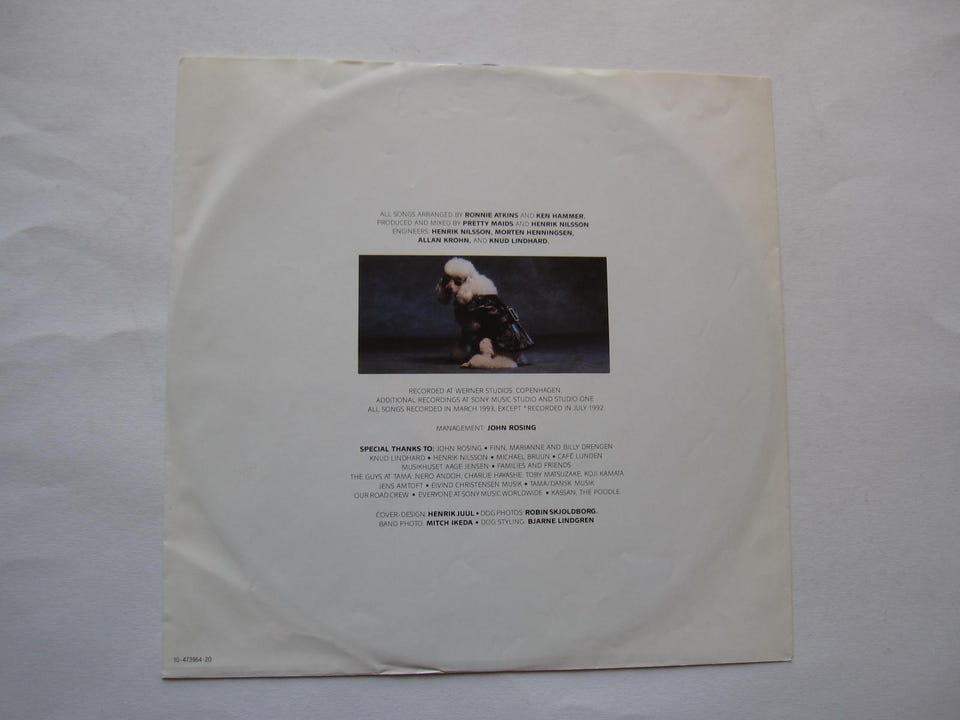 ALL SONGS ARRANGED BY RONNIE ATKINS AND KEN HAMMER.
PRODUCED AND MIXED BY PRETTY MAIDS AND HENRIK NILSSON
ENGINEERS: HENRIK NILSSON, MORTEN HENNINGSEN,
ALLAN KROHN, AND KNUD LINDHARD.
RECORDED AT WERNER STUDIOS, COPENHAGEN.
ADDITIONAL RECORDINGS AT SONY MUSIC STUDIO AND STUDIO ONE
ALL SONGS RECORDED IN MARCH 1993, EXCEPT *RECORDED IN JULY 1992.
MANAGEMENT: JOHN ROSING
SPECIAL THANKS TO: JOHN ROSING • FINN, MARIANNE AND BILLY DRENGEN
KNUD LINDHARD • HENRIK NILSSON • MICHAEL BRUUN • CAFÉ LUNDEN
MUSIKHUSET AAGE JENSEN • FAMILIES AND FRIENDS
THE GUYS AT TAMA: NERO ANDOH, CHARLIE HAYASHE, TOBY MATSUZAKE, KOJI KAMATA
JENS AMTOFT • EIVIND CHRISTENSEN MUSIK • TAMA/DANSK MUSIK
OUR ROAD CREW • EVERYONE AT SONY MUSIC WORLDWIDE • KASSAN, THE POODLE
COVER-DESIGN: HENRIK JUUL • DOG PHOTOS: ROBIN SKJOLDBORG.
BAND PHOTO: MITCH IKEDA • DOG STYLING: BJARNE LINDGREN
10-473964-20